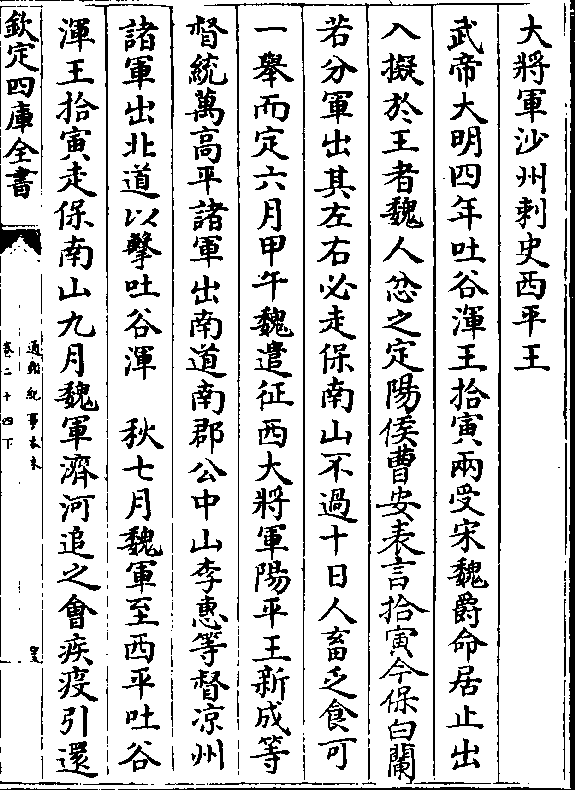 大將軍沙州刺史西平王
武帝大明四年吐谷渾王拾寅兩受宋魏爵命居止出
入擬於王者魏人忿之定陽侯曹安表言拾寅今保白蘭
若分軍出其左右必走保南山不過十日人畜乏食可
一舉而定六月甲午魏遣征西大將軍陽平王新成等
督統萬高平諸軍出南道南郡公中山李惠等督涼州
諸軍出北道以擊吐谷渾　秋七月魏軍至西平吐谷
渾王拾寅走保南山九月魏軍濟河追之會疾疫引還
欽定四庫全書
通鑑紀事本末
卷二十四下